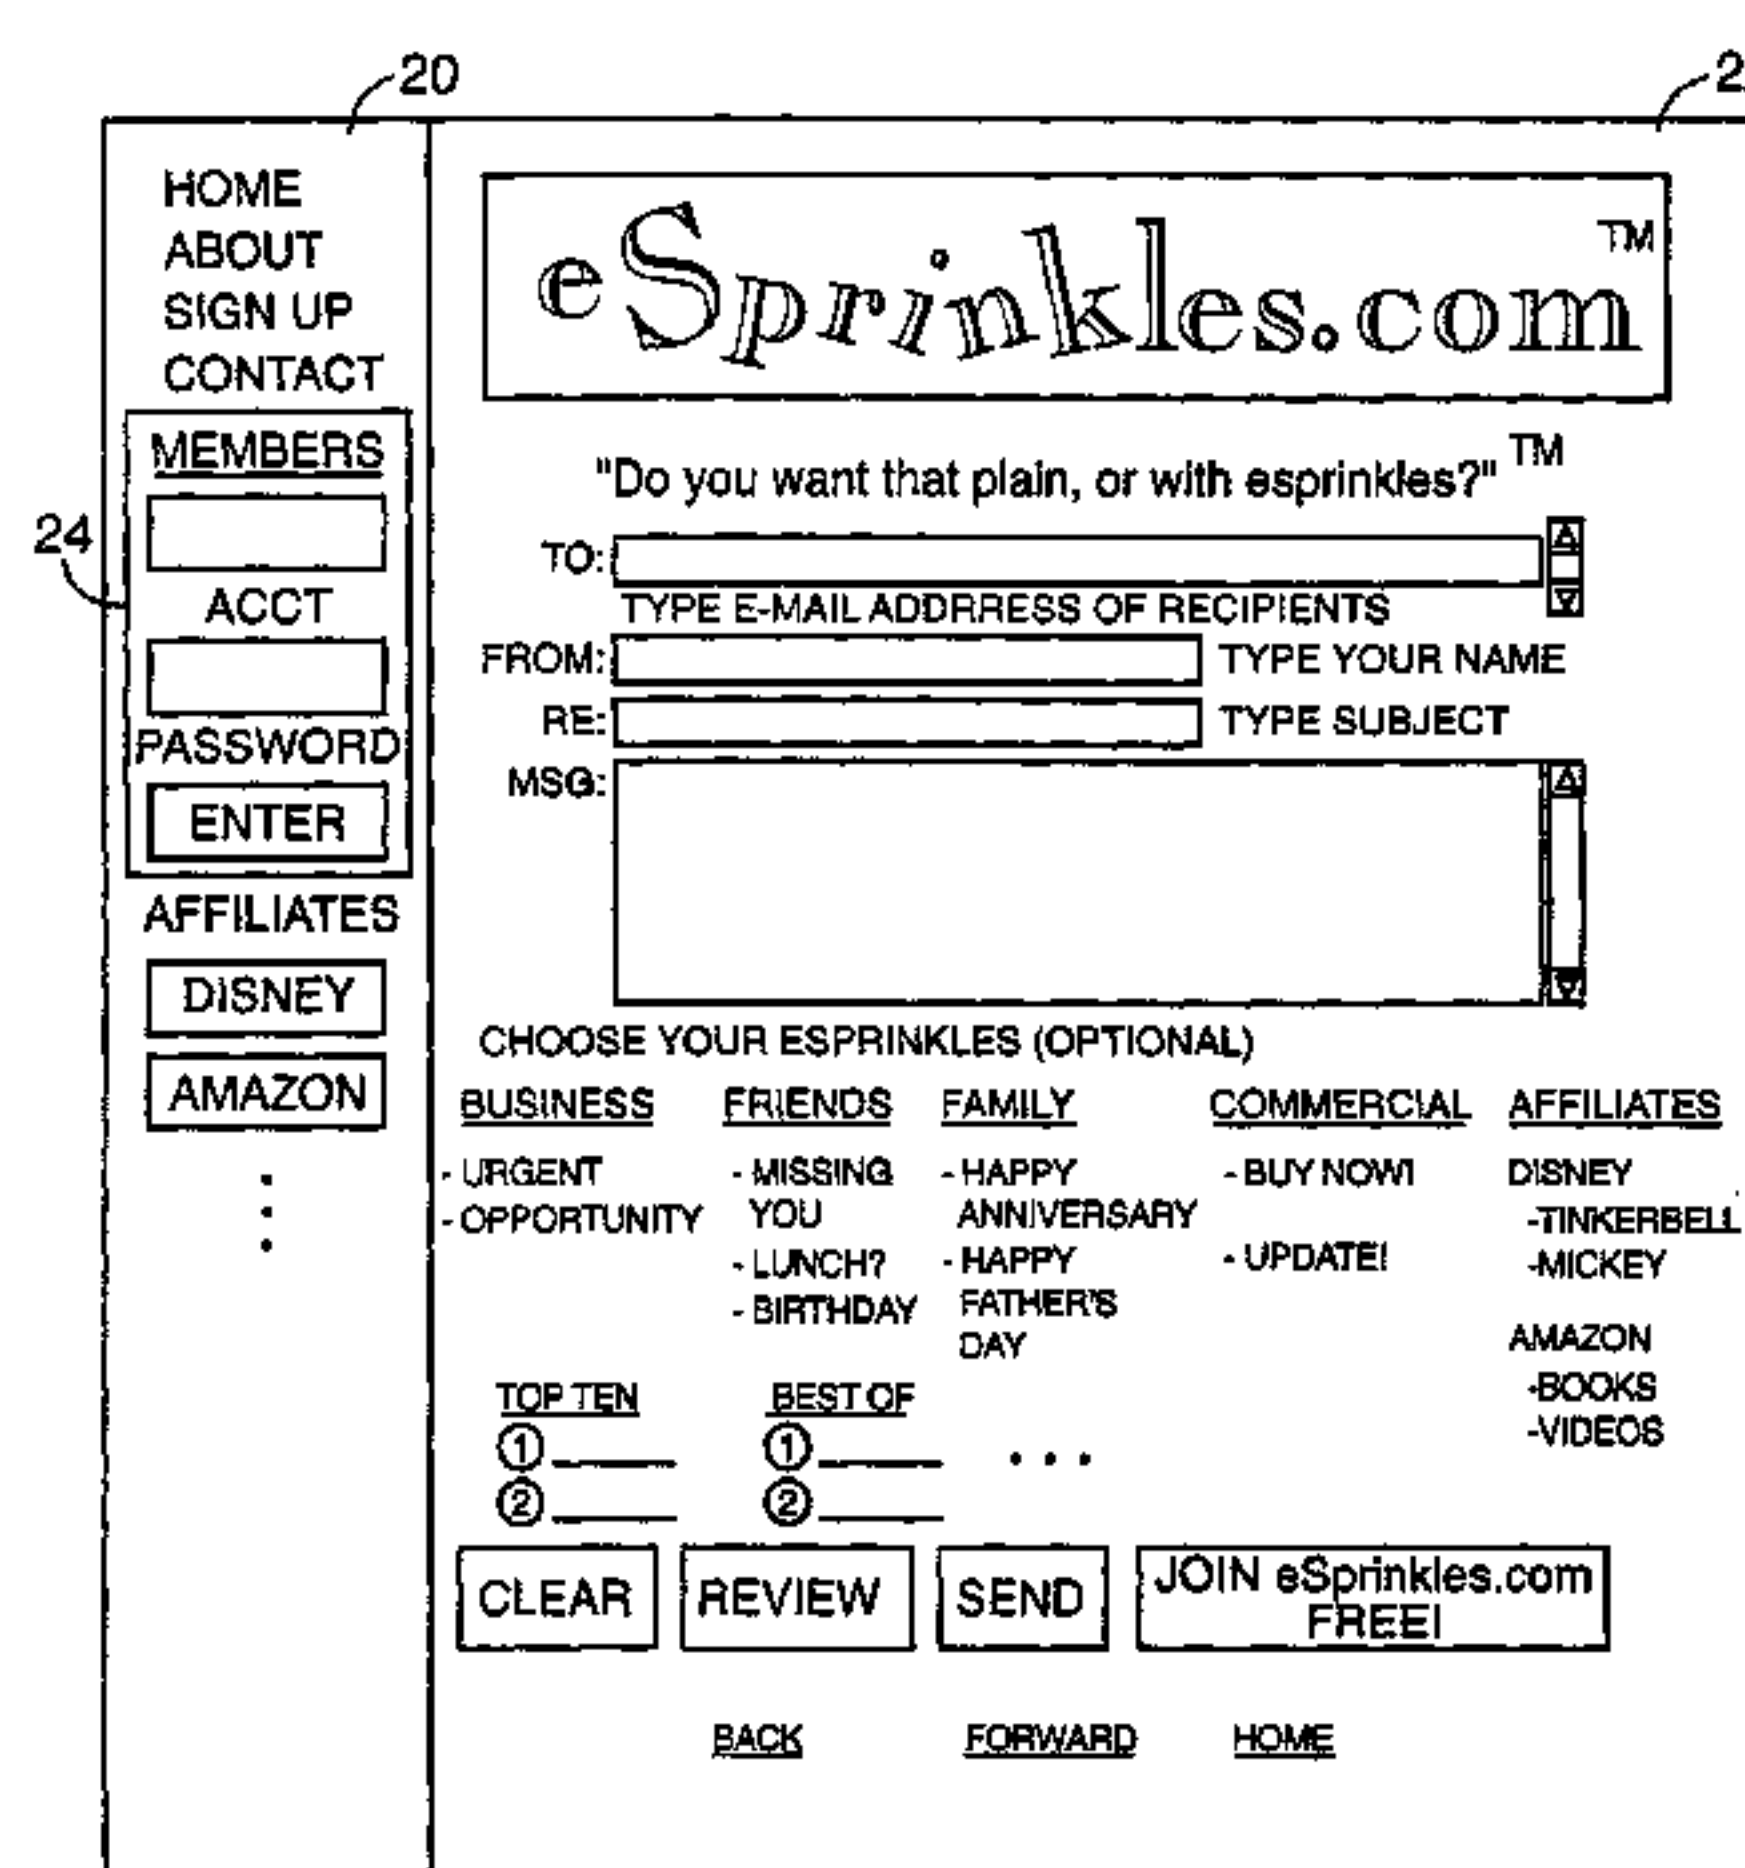 20
HOME
ABOUT
SIGN UP
CONTACT
MEMBERS
24
ACCT
PASSWORD
ENTER
AFFILIATES
DISNEY
AMAZON
eSprinkles.com TM
"Do you want that plain, or with esprinkles?" TM
TO:
TYPE E-MAIL ADDRRESS OF RECIPIENTS
FROM: TYPE YOUR NAME
RE: TYPE SUBJECT
MSG:
CHOOSE YOUR ESPRINKLES (OPTIONAL)
BUSINESS
- URGENT
- OPPORTUNITY
FRIENDS
- MISSING
YOU
- LUNCH?
- BIRTHDAY
FAMILY
- HAPPY
ANNIVERSARY
- HAPPY
FATHER'S
DAY
COMMERCIAL
- BUY NOW!
- UPDATE!
AFFILIATES
DISNEY
-TINKERBELL
-MICKEY
AMAZON
-BOOKS
-VIDEOS
TOP TEN
1
2
BEST OF
1
2
...
CLEAR REVIEW SEND
JOIN eSprinkles.com
FREE!
BACK FORWARD HOME